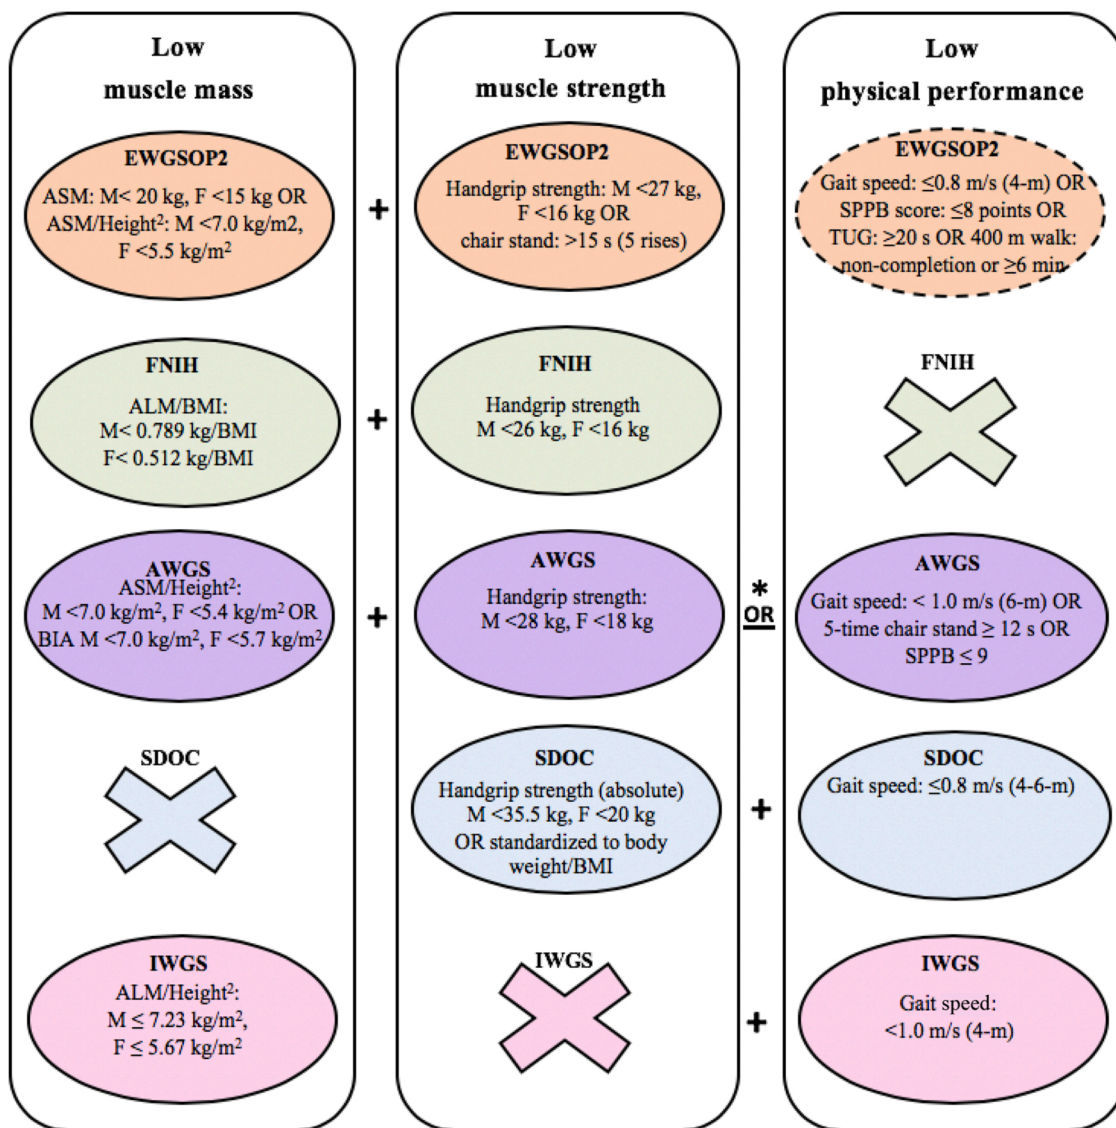 Low
muscle mass
EWGSOP2
ASM: M< 20 kg, F <15 kg OR
ASM/Height²: M <7.0 kg/m2,
F <5.5 kg/m²
+
Low
muscle strength
EWGSOP2
Handgrip strength: M <27 kg,
F <16 kg OR
chair stand: >15 s (5 rises)
Low
physical performance
EWGSOP2
Gait speed: ≤0.8 m/s (4-m) OR
SPPB score: ≤8 points OR
TUG: ≥20 s OR 400 m walk:
non-completion or ≥6 min
FNIH
ALM/BMI:
M< 0.789 kg/BMI
F< 0.512 kg/BMI
+
FNIH
Handgrip strength
M <26 kg, F <16 kg
FNIH
AWGS
ASM/Height²:
M <7.0 kg/m², F <5.4 kg/m² OR
BIA M <7.0 kg/m², F <5.7 kg/m²
+
AWGS
Handgrip strength:
M <28 kg, F <18 kg
*
OR
AWGS
Gait speed: < 1.0 m/s (6-m) OR
5-time chair stand ≥ 12 s OR
SPPB ≤ 9
SDOC
SDOC
Handgrip strength (absolute)
M <35.5 kg, F <20 kg
OR standardized to body
weight/BMI
+
SDOC
Gait speed: ≤0.8 m/s (4-6-m)
IWGS
ALM/Height²:
M ≤ 7.23 kg/m²,
F ≤ 5.67 kg/m²
IWGS
+
IWGS
Gait speed:
<1.0 m/s (4-m)